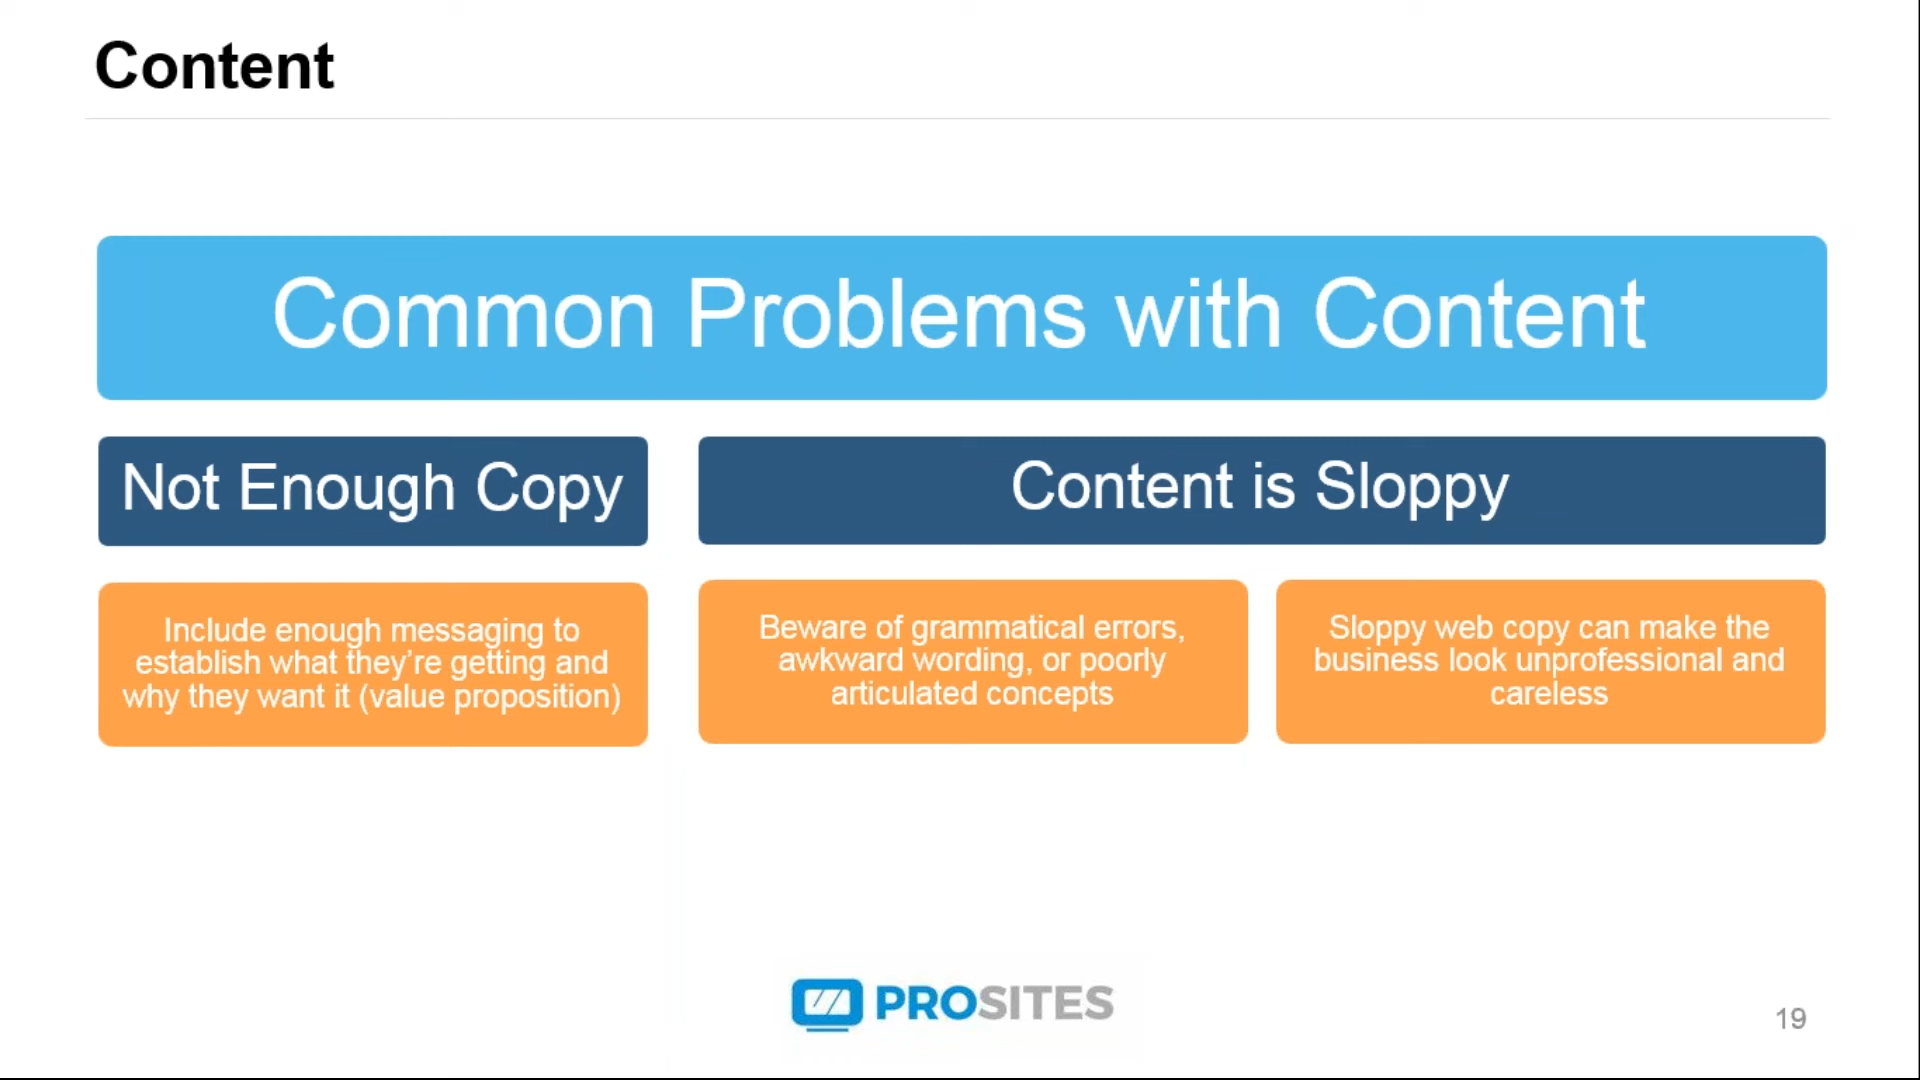 Content
Common Problems with Content
Not Enough Copy
Content is Sloppy
Include enough messaging to
establish what they’re getting and
why they want it (value proposition)
Beware of grammatical errors,
awkward wording, or poorly
articulated concepts
Sloppy web copy can make the
business look unprofessional and
careless
PROSITES
19